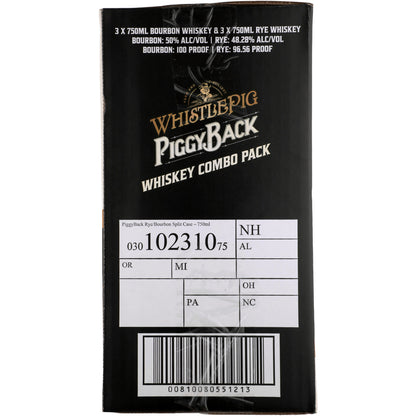 3 X 750ML BOURBON WHISKEY & 3 X 750ML RYE WHISKEY
BOURBON: 50% ALC/VOL | RYE: 48.28% ALC/VOL
BOURBON: 100 PROOF | RYE: 96.56 PROOF
WHISTLEPIG
PIGGYBACK
WHISKEY COMBO PACK
PiggyBack Rye/Bourbon Split Case – 750ml
030 102310 75
NH
AL
OR
MI
OH
PA
NC
00810080551213